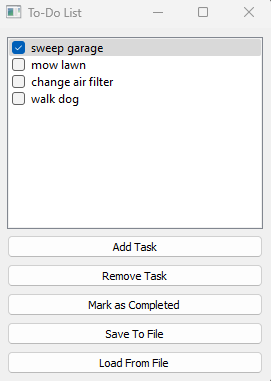 To-Do List
sweep garage
mow lawn
change air filter
walk dog
Add Task
Remove Task
Mark as Completed
Save To File
Load From File